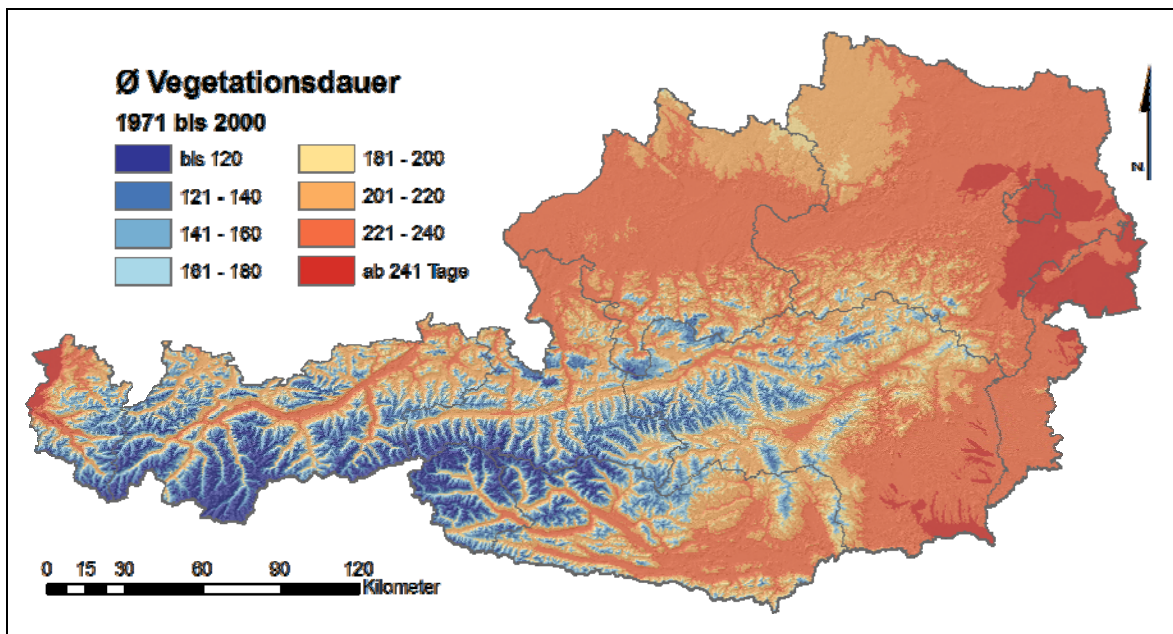 Ø Vegetationsdauer
1971 bis 2000
bis 120
181 - 200
121 - 140
201 - 220
141 - 160
221 - 240
161 - 180
ab 241 Tage
N
0 15 30 60 90 120
Kilometer